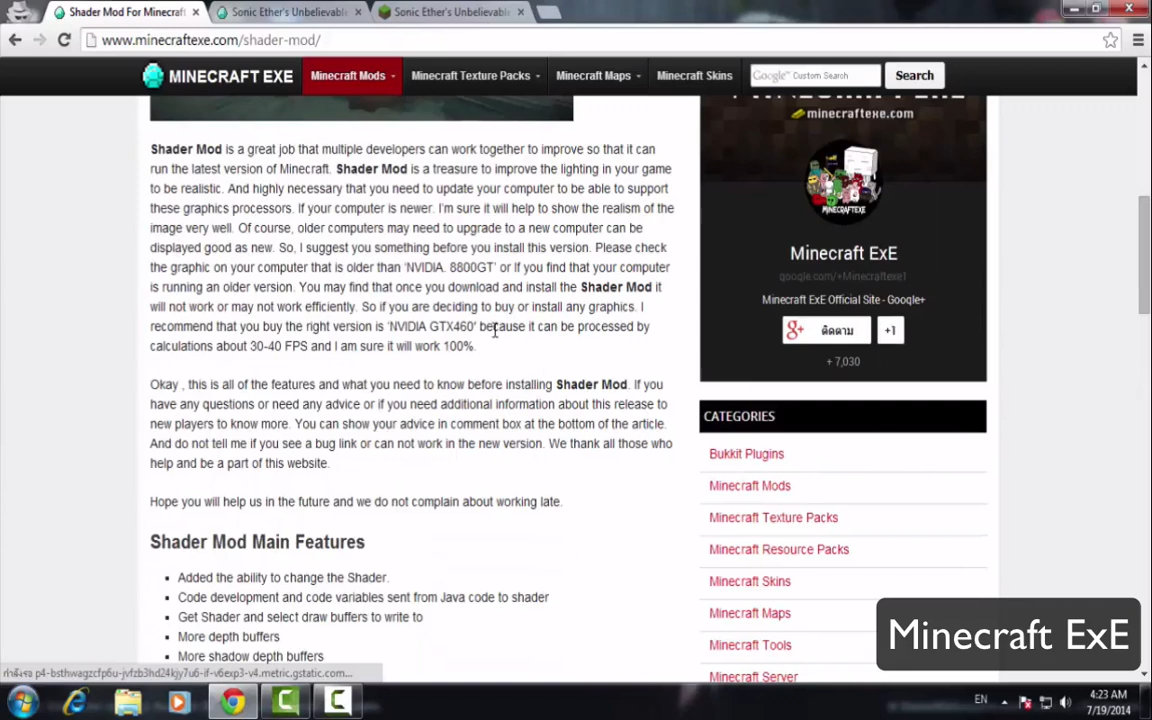 Shader Mod For Minecraft
Sonic Ether's Unbelievable
Sonic Ether's Unbelievable
www.minecraftexe.com/shader-mod/
MINECRAFT EXE
Minecraft Mods
Minecraft Texture Packs
Minecraft Maps
Minecraft Skins
Google™ Custom Search
Search
minecraftexe.com
Shader Mod is a great job that multiple developers can work together to improve so that it can
run the latest version of Minecraft. Shader Mod is a treasure to improve the lighting in your game
to be realistic. And highly necessary that you need to update your computer to be able to support
these graphics processors. If your computer is newer. I'm sure it will help to show the realism of the
image very well. Of course, older computers may need to upgrade to a new computer can be
displayed good as new. So, I suggest you something before you install this version. Please check
the graphic on your computer that is older than 'NVIDIA. 8800GT' or If you find that your computer
is running an older version. You may find that once you download and install the Shader Mod it
will not work or may not work efficiently. So if you are deciding to buy or install any graphics. I
recommend that you buy the right version is 'NVIDIA GTX460' because it can be processed by
calculations about 30-40 FPS and I am sure it will work 100%.
Okay , this is all of the features and what you need to know before installing Shader Mod. If you
have any questions or need any advice or if you need additional information about this release to
new players to know more. You can show your advice in comment box at the bottom of the article.
And do not tell me if you see a bug link or can not work in the new version. We thank all those who
help and be a part of this website.
Hope you will help us in the future and we do not complain about working late.
Shader Mod Main Features
Added the ability to change the Shader.
Code development and code variables sent from Java code to shader
Get Shader and select draw buffers to write to
More depth buffers
More shadow depth buffers
MINECRAFTEXE
Minecraft ExE
google.com/+Minecraftexe1
Minecraft ExE Official Site - Google+
g+ ติดตาม
+1
+ 7,030
CATEGORIES
Bukkit Plugins
Minecraft Mods
Minecraft Texture Packs
Minecraft Resource Packs
Minecraft Skins
Minecraft Maps
Minecraft Tools
Minecraft Server
Minecraft ExE
p4-bsthwagzcfp6u-jvfzb3hd24kjy7u6-if-v6exp3-v4.metric.gstatic.com...
EN
4:23 AM
7/19/2014